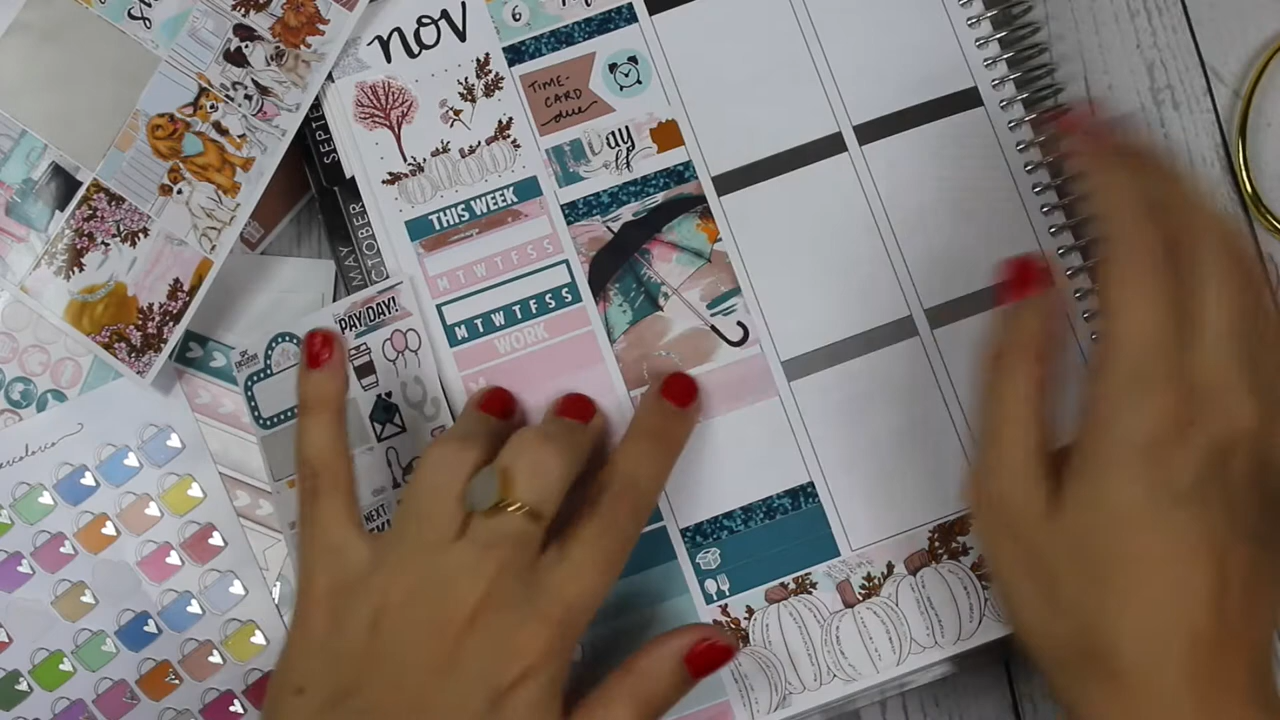 nov
6
SEPTE
TIME-
CARD
due
Day
off
MAY
OCTOBER
THIS WEEK
M T W T F S S
M T W T F S S
WORK
PAY DAY!
NEXT